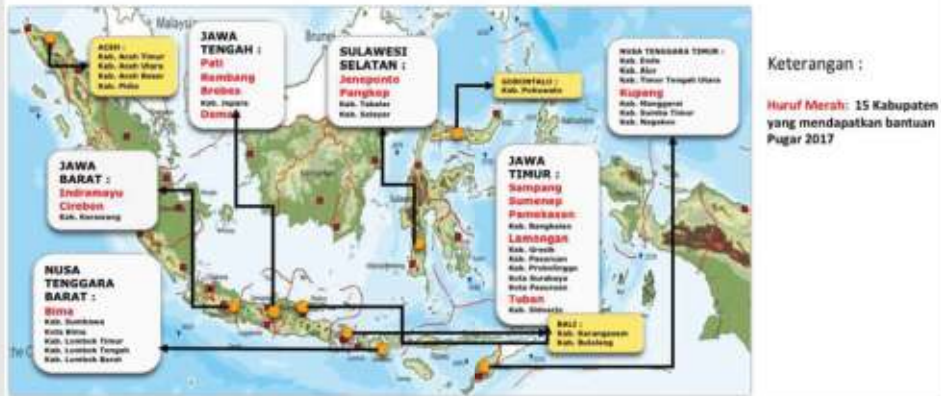 Malaysia
ACEH :
Kab. Aceh Timur
Kab. Aceh Utara
Kab. Aceh Besar
Kab. Pidie
JAWA
TENGAH :
Pati
Rembang
Brebes
Kab. Jepara
Demak
SULAWESI
SELATAN :
Jeneponto
Pangkep
Kab. Takalar
Kab. Selayar
GORONTALO :
Kab. Pohuwato
NUSA TENGGARA TIMUR :
Kab. Ende
Kab. Alor
Kab. Timor Tengah Utara
Kupang
Kab. Manggarai
Kab. Sumba Timur
Kab. Nagekeo
Keterangan :
Huruf Merah: 15 Kabupaten
yang mendapatkan bantuan
Pugar 2017
JAWA
BARAT :
Indramayu
Cirebon
Kab. Karawang
JAWA
TIMUR :
Sampang
Sumenep
Pamekasan
Kab. Bangkalan
Lamongan
Kab. Gresik
Kab. Pasuruan
Kab. Probolinggo
Kota Surabaya
Kota Pasuruan
Tuban
Kab. Sidoarjo
NUSA
TENGGARA
BARAT :
Bima
Kab. Sumbawa
Kota Bima
Kab. Lombok Timur
Kab. Lombok Tengah
Kab. Lombok Barat
BALI :
Kab. Karangasem
Kab. Buleleng